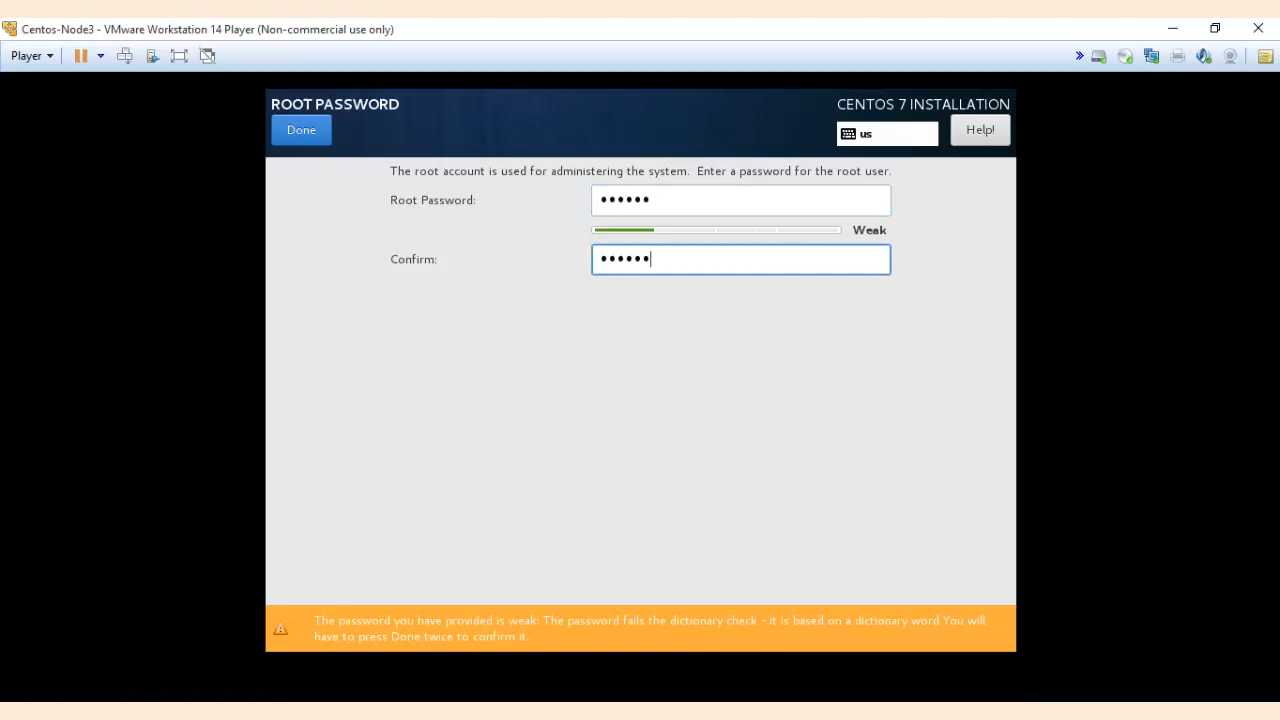 Centos-Node3 - VMware Workstation 14 Player (Non-commercial use only)
Player
ROOT PASSWORD
CENTOS 7 INSTALLATION
Done
us
Help!
The root account is used for administering the system. Enter a password for the root user.
Root Password:
Weak
Confirm:
The password you have provided is weak: The password fails the dictionary check - it is based on a dictionary word You will
have to press Done twice to confirm it.